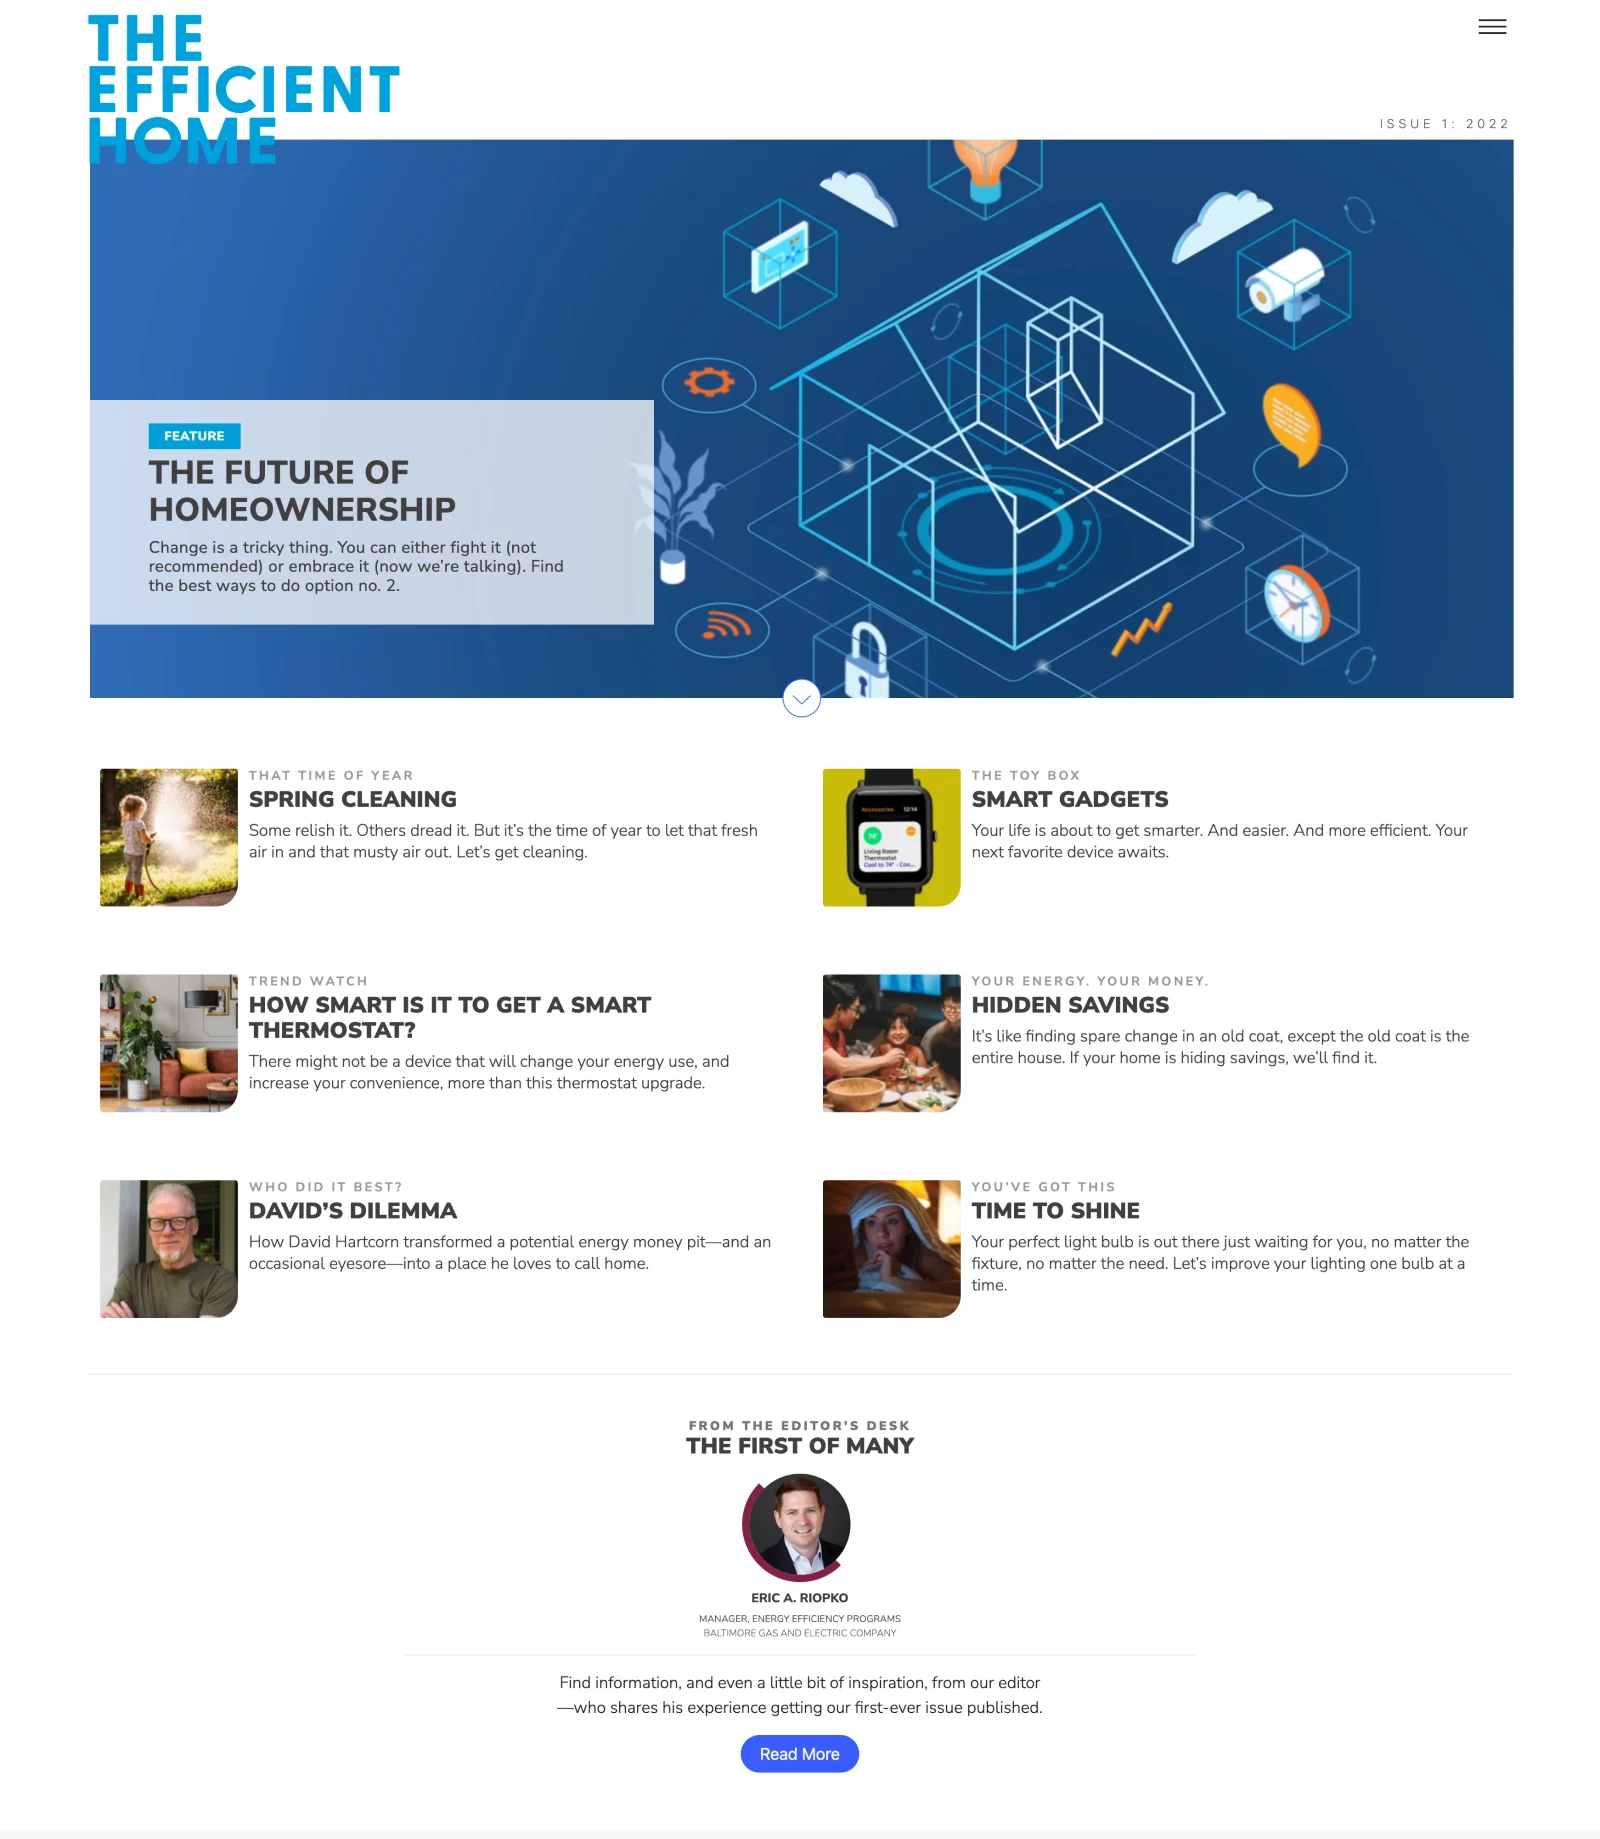 THE
EFFICIENT
HOME
ISSUE 1: 2022
FEATURE
THE FUTURE OF
HOMEOWNERSHIP
Change is a tricky thing. You can either fight it (not
recommended) or embrace it (now we're talking). Find
the best ways to do option no. 2.
THAT TIME OF YEAR
SPRING CLEANING
Some relish it. Others dread it. But it's the time of year to let that fresh
air in and that musty air out. Let's get cleaning.
THE TOY BOX
SMART GADGETS
Your life is about to get smarter. And easier. And more efficient. Your
next favorite device awaits.
Accessories 12:14
74°
Living Room
Thermostat
Cool to 74° · Coo...
TREND WATCH
HOW SMART IS IT TO GET A SMART
THERMOSTAT?
There might not be a device that will change your energy use, and
increase your convenience, more than this thermostat upgrade.
YOUR ENERGY. YOUR MONEY.
HIDDEN SAVINGS
It's like finding spare change in an old coat, except the old coat is the
entire house. If your home is hiding savings, we'll find it.
WHO DID IT BEST?
DAVID'S DILEMMA
How David Hartcorn transformed a potential energy money pit—and an
occasional eyesore—into a place he loves to call home.
YOU'VE GOT THIS
TIME TO SHINE
Your perfect light bulb is out there just waiting for you, no matter the
fixture, no matter the need. Let's improve your lighting one bulb at a
time.
FROM THE EDITOR'S DESK
THE FIRST OF MANY
ERIC A. RIOPKO
MANAGER, ENERGY EFFICIENCY PROGRAMS
BALTIMORE GAS AND ELECTRIC COMPANY
Find information, and even a little bit of inspiration, from our editor
—who shares his experience getting our first-ever issue published.
Read More